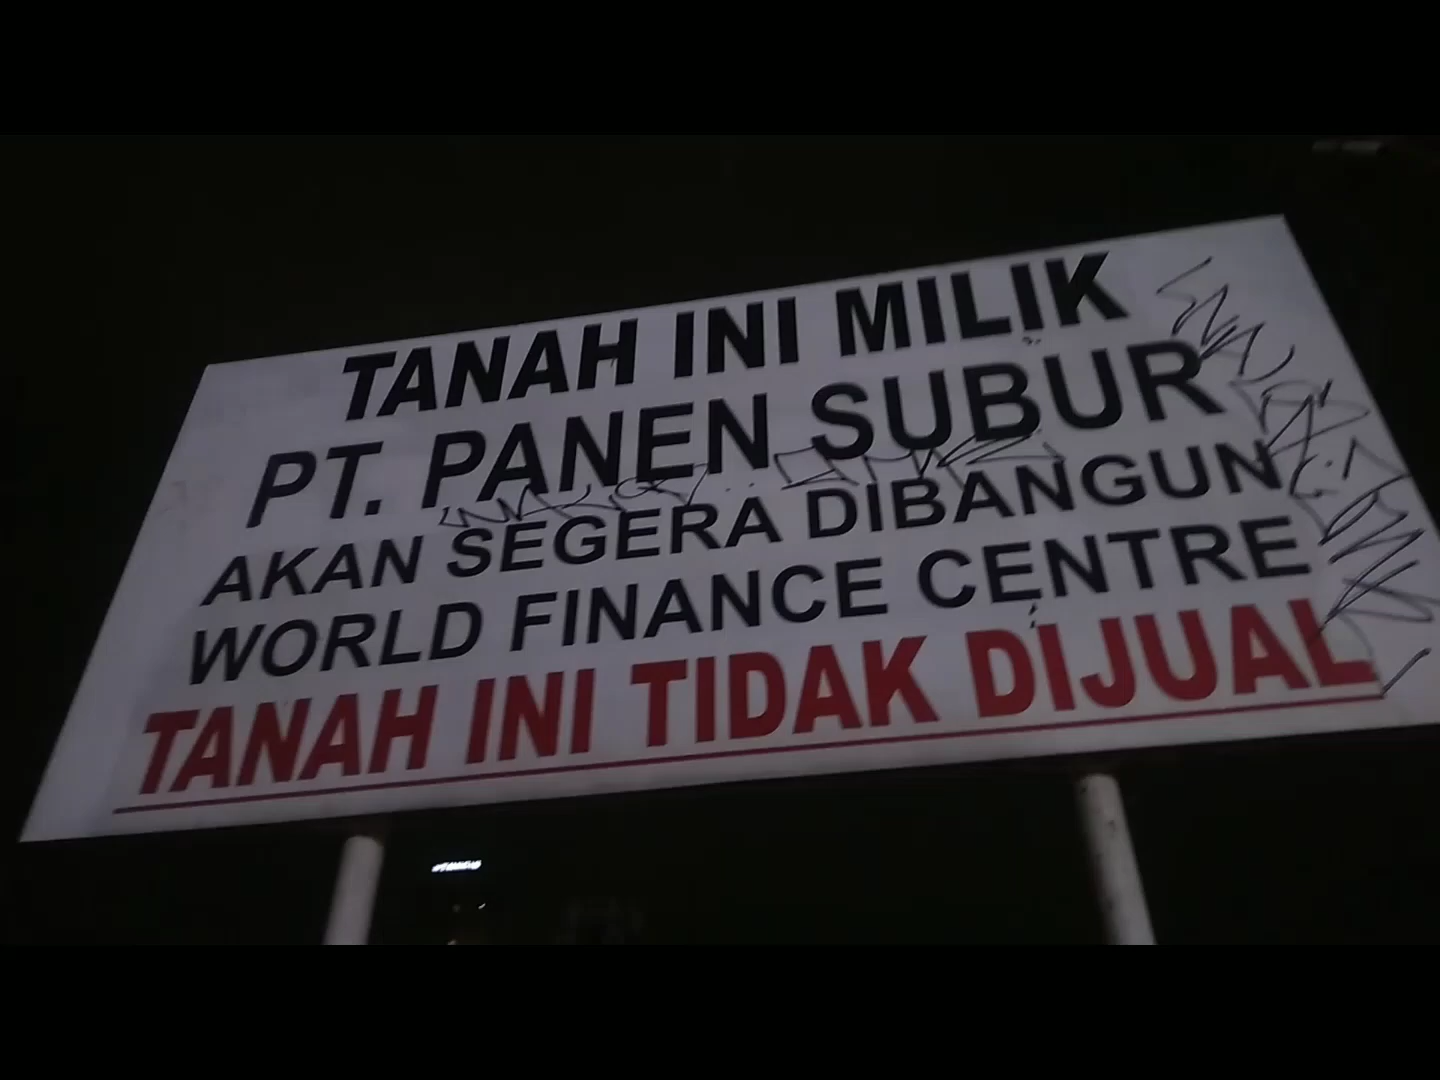 TANAH INI MILIK
PT. PANEN SUBUR
AKAN SEGERA DIBANGUN
WORLD FINANCE CENTRE
TANAH INI TIDAK DIJUAL